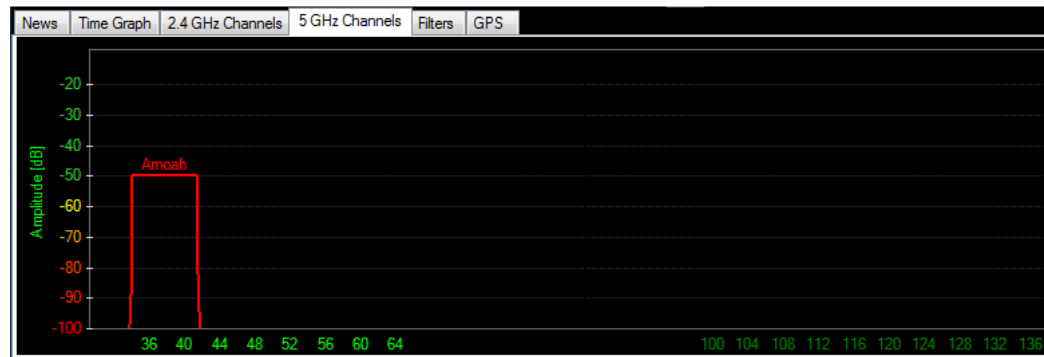 News Time Graph 2.4 GHz Channels 5 GHz Channels Filters GPS
-20
-30
-40
Amplitude [dB]
Amoah
-50
-60
-70
-80
-90
-100
36 40 44 48 52 56 60 64 100 104 108 112 116 120 124 128 132 136